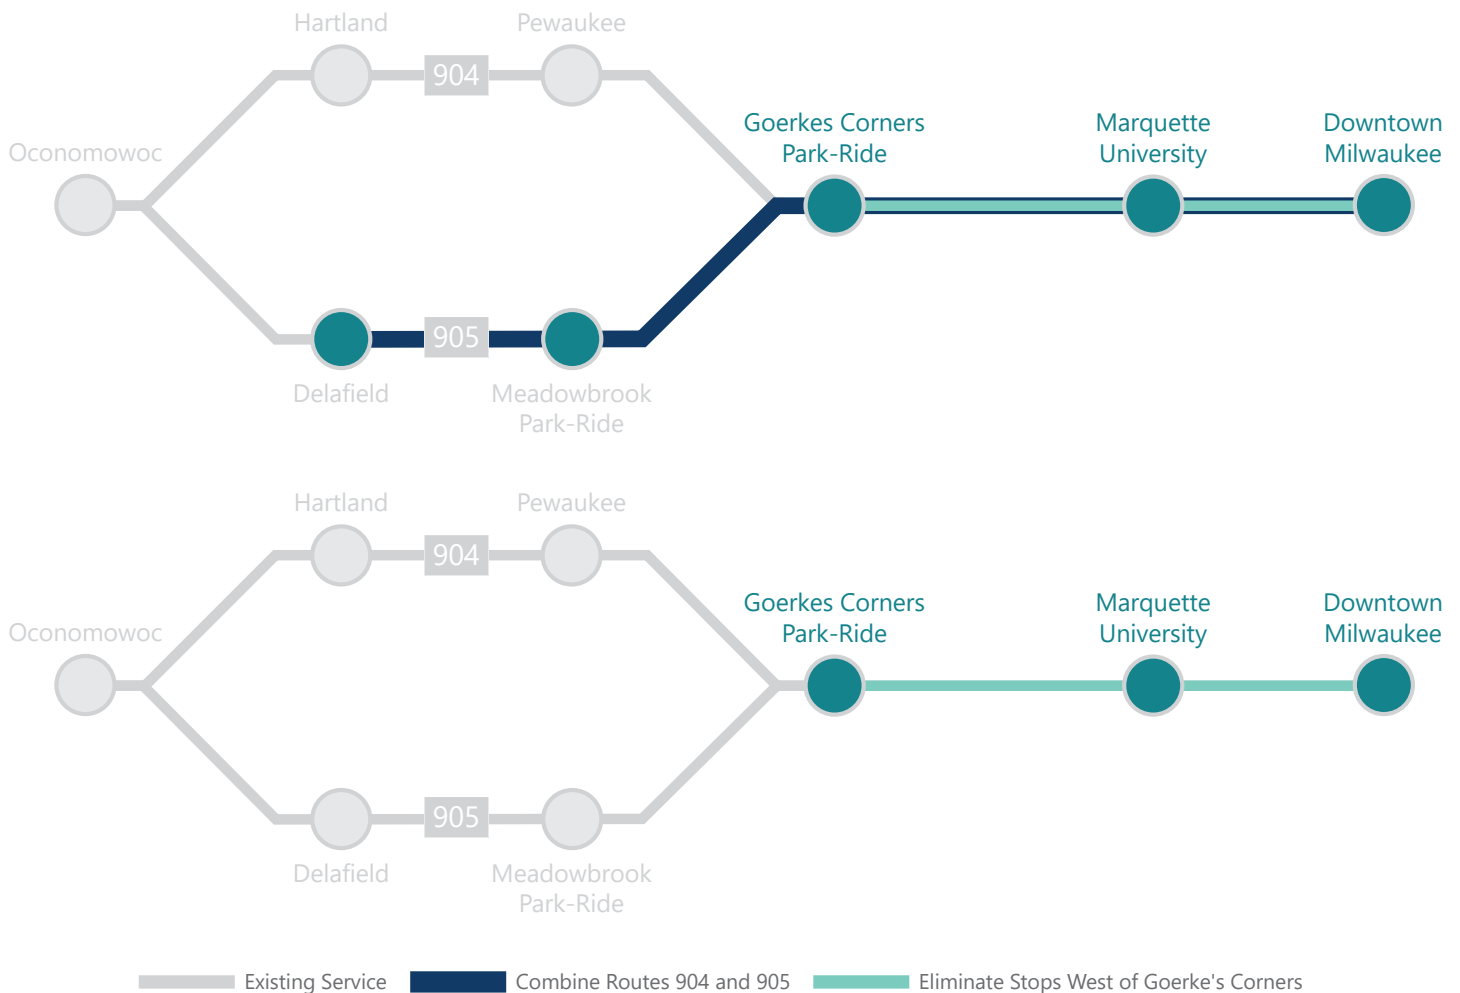 Hartland
Pewaukee
904
Goerkes Corners
Park-Ride
Marquette
University
Downtown
Milwaukee
Oconomowoc
905
Delafield
Meadowbrook
Park-Ride
Hartland
Pewaukee
904
Goerkes Corners
Park-Ride
Marquette
University
Downtown
Milwaukee
Oconomowoc
905
Delafield
Meadowbrook
Park-Ride
Existing Service
Combine Routes 904 and 905
Eliminate Stops West of Goerke's Corners